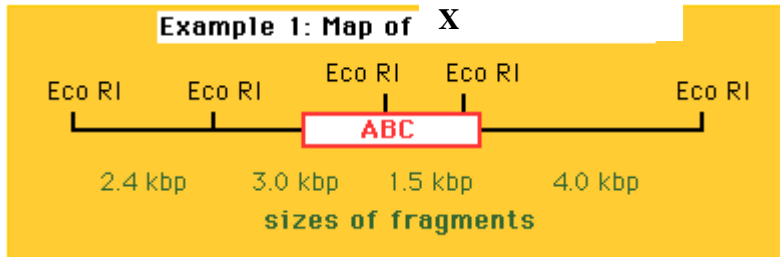 Example 1: Map of X
Eco RI Eco RI Eco RI Eco RI Eco RI
ABC
2.4 kbp 3.0 kbp 1.5 kbp 4.0 kbp
sizes of fragments